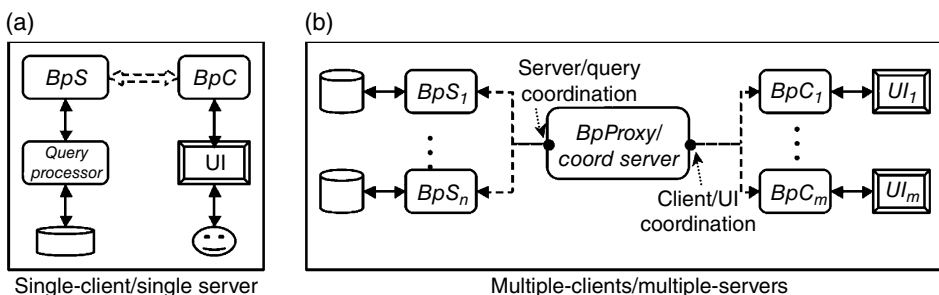 (a)
BpS
BpC
Query
processor
UI
Single-client/single server
(b)
Server/query
coordination
BpS1
BpSn
BpProxy/
coord server
Client/UI
coordination
BpC1
UI1
BpCm
UIm
Multiple-clients/multiple-servers